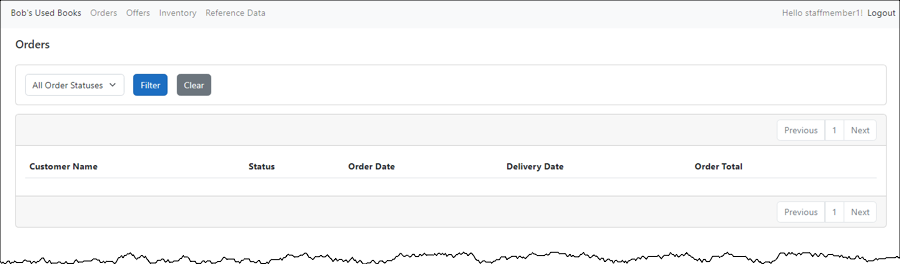 Bob's Used Books Orders Offers Inventory Reference Data Hello staffmember1! Logout
Orders
All Order Statuses Filter Clear
Previous 1 Next
Customer Name Status Order Date Delivery Date Order Total
Previous 1 Next